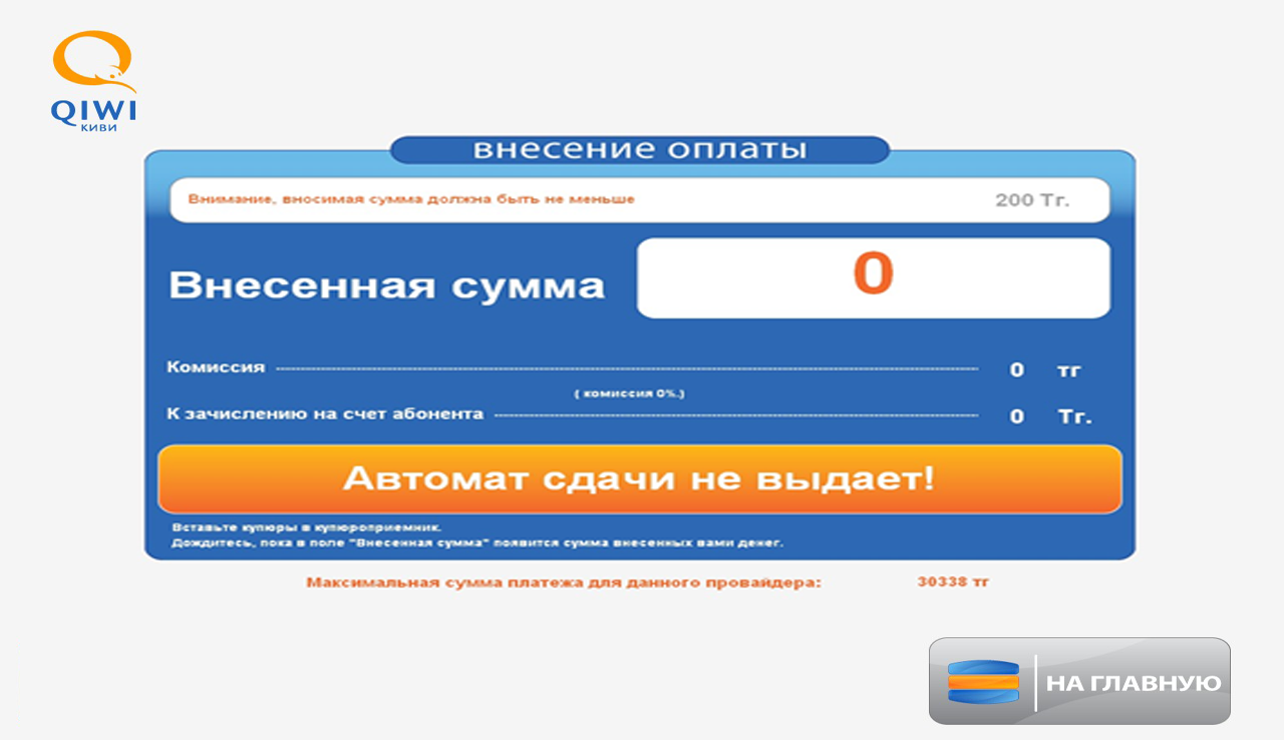 QIWI
КИВИ
внесение оплаты
Внимание, вносимая сумма должна быть не меньше 200 Тг.
Внесенная сумма 0
Комиссия 0 тг
( комиссия 0%.)
К зачислению на счет абонента 0 Тг.
Автомат сдачи не выдает!
Вставьте купюры в купюроприемник.
Дождитесь, пока в поле "Внесенная сумма" появится сумма внесенных вами денег.
Максимальная сумма платежа для данного провайдера: 30338 тг
НА ГЛАВНУЮ